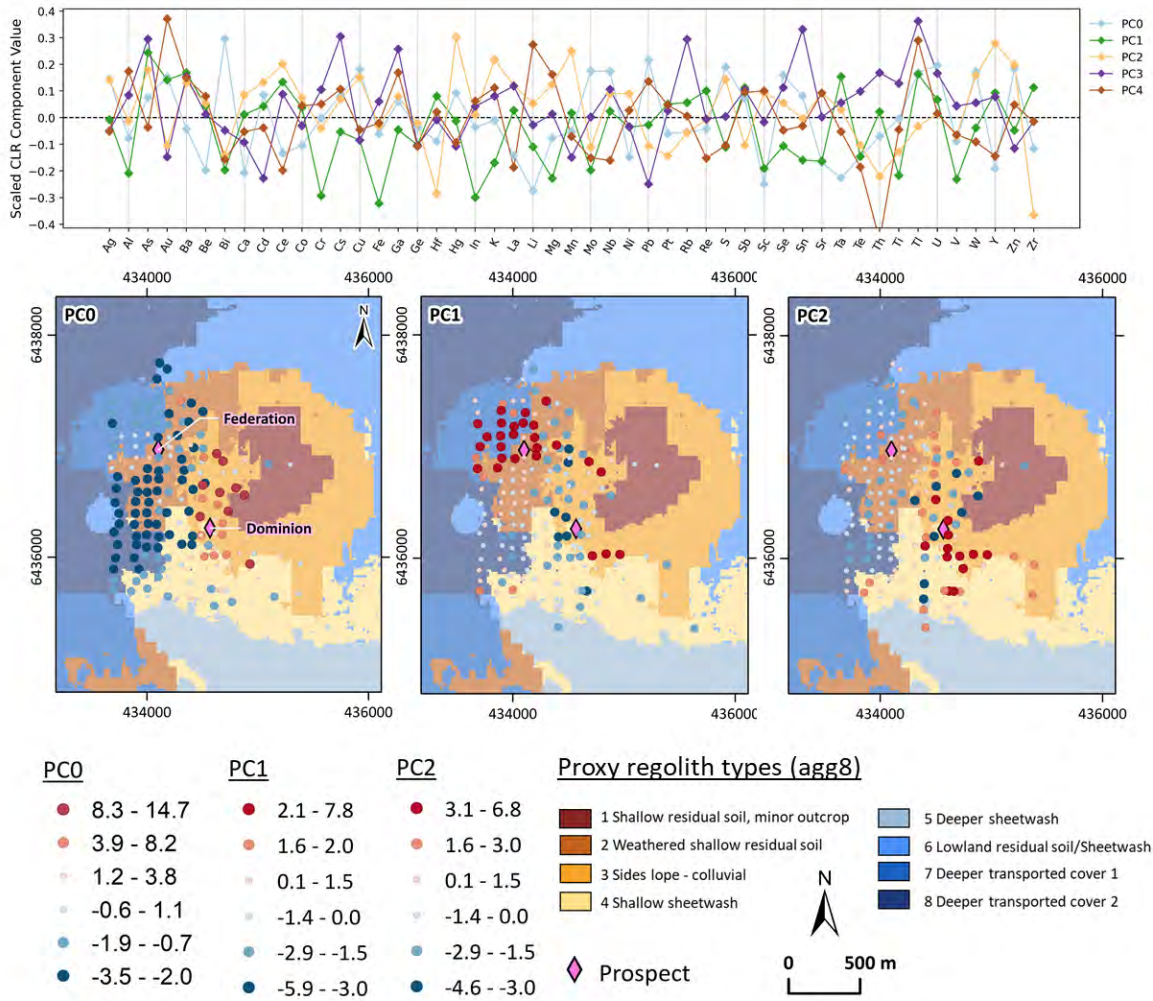 0.4
0.3
0.2
0.1
0.0
−0.1
−0.2
−0.3
−0.4
Scaled CLR Component Value
PC0
PC1
PC2
PC3
PC4
Ag Al As Au Ba Be Bi Ca Cd Ce Co Cr Cs Cu Fe Ga Ge Hf Hg In K La Li Mg Mn Mo Nb Ni Pb Pt Rb Re S Sb Sc Se Sn Sr Ta Te Th Ti Tl U V W Y Zn Zr
434000 436000 434000 436000 434000 436000
6438000
6436000
PC0
N
Federation
Dominion
PC1
6438000
6436000
PC2
6438000
6436000
434000 436000 434000 43600 434000 436000
PC0
8.3 - 14.7
3.9 - 8.2
1.2 - 3.8
-0.6 - 1.1
-1.9 - -0.7
-3.5 - -2.0
PC1
2.1 - 7.8
1.6 - 2.0
0.1 - 1.5
-1.4 - 0.0
-2.9 - -1.5
-5.9 - -3.0
PC2
3.1 - 6.8
1.6 - 3.0
0.1 - 1.5
-1.4 - 0.0
-2.9 - -1.5
-4.6 - -3.0
Proxy regolith types (agg8)
1 Shallow residual soil, minor outcrop
2 Weathered shallow residual soil
3 Sides lope - colluvial
4 Shallow sheetwash
5 Deeper sheetwash
6 Lowland residual soil/Sheetwash
7 Deeper transported cover 1
8 Deeper transported cover 2
Prospect
N
0 500 m